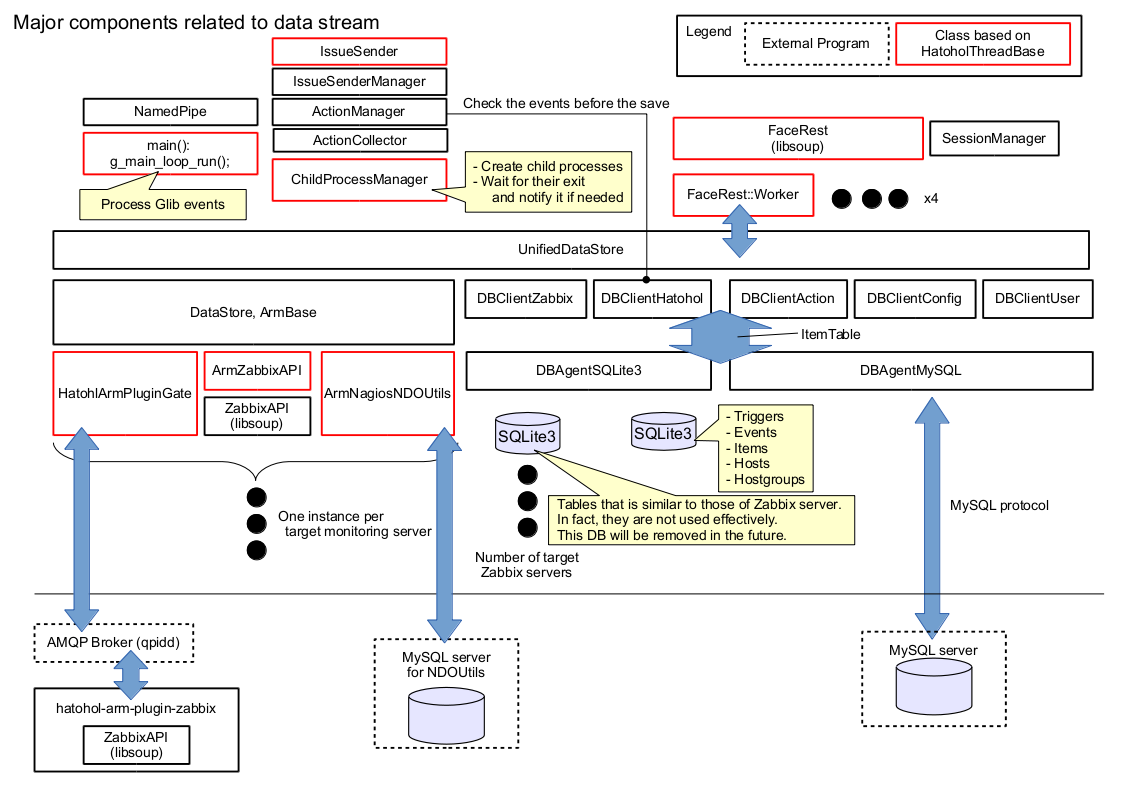 Major components related to data stream
Legend
External Program
Class based on
HatoholThreadBase
IssueSender
IssueSenderManager
NamedPipe
ActionManager
Check the events before the save
main():
g_main_loop_run();
ActionCollector
ChildProcessManager
- Create child processes
- Wait for their exit
and notify it if needed
Process Glib events
FaceRest
(libsoup)
SessionManager
FaceRest::Worker
x4
UnifiedDataStore
DataStore, ArmBase
DBClientZabbix
DBClientHatohol
DBClientAction
DBClientConfig
DBClientUser
ItemTable
HatohlArmPluginGate
ArmZabbixAPI
ZabbixAPI
(libsoup)
ArmNagiosNDOUtils
DBAgentSQLite3
DBAgentMySQL
SQLite3
SQLite3
- Triggers
- Events
- Items
- Hosts
- Hostgroups
Tables that is similar to those of Zabbix server.
In fact, they are not used effectively.
This DB will be removed in the future.
One instance per
target monitoring server
Number of target
Zabbix servers
MySQL protocol
AMQP Broker (qpidd)
hatohol-arm-plugin-zabbix
ZabbixAPI
(libsoup)
MySQL server
for NDOUtils
MySQL server